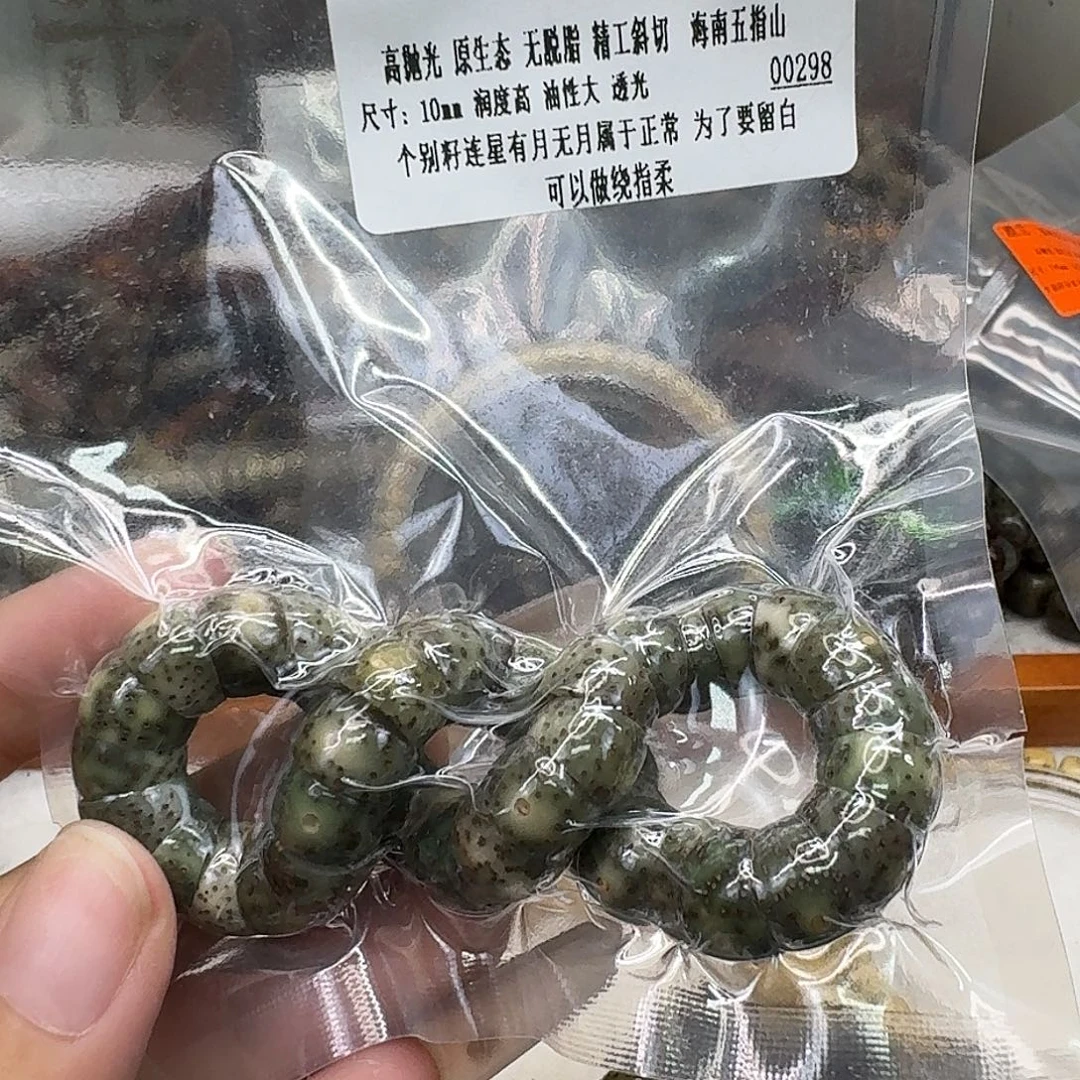 高抛光 原生态 无脱脂 精工斜切 海南五指山
00298
尺寸: 10mm 润度高 油性大 透光
个别籽连星有月无月属于正常 为了要留白
可以做绕指柔